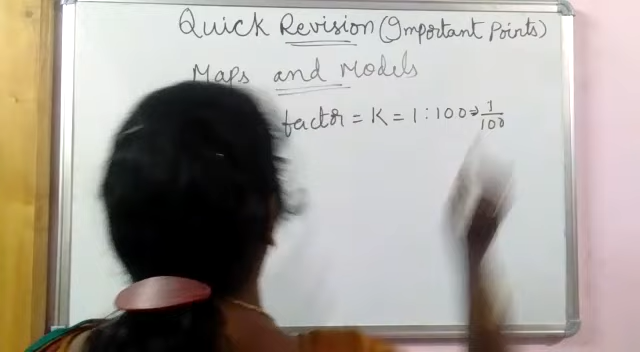 Quick Revision (Important Points)
Maps and Models
factor = K = 1 : 100 → 1/100